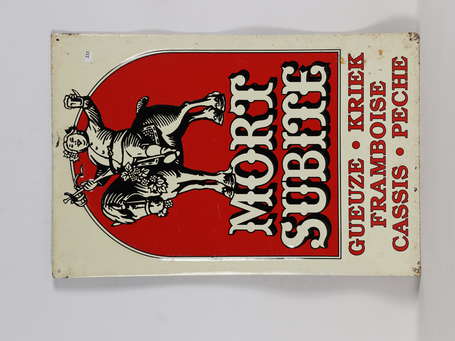 MORT
SUBITE
GUEUZE • KRIEK
FRAMBOISE
CASSIS • PECHE